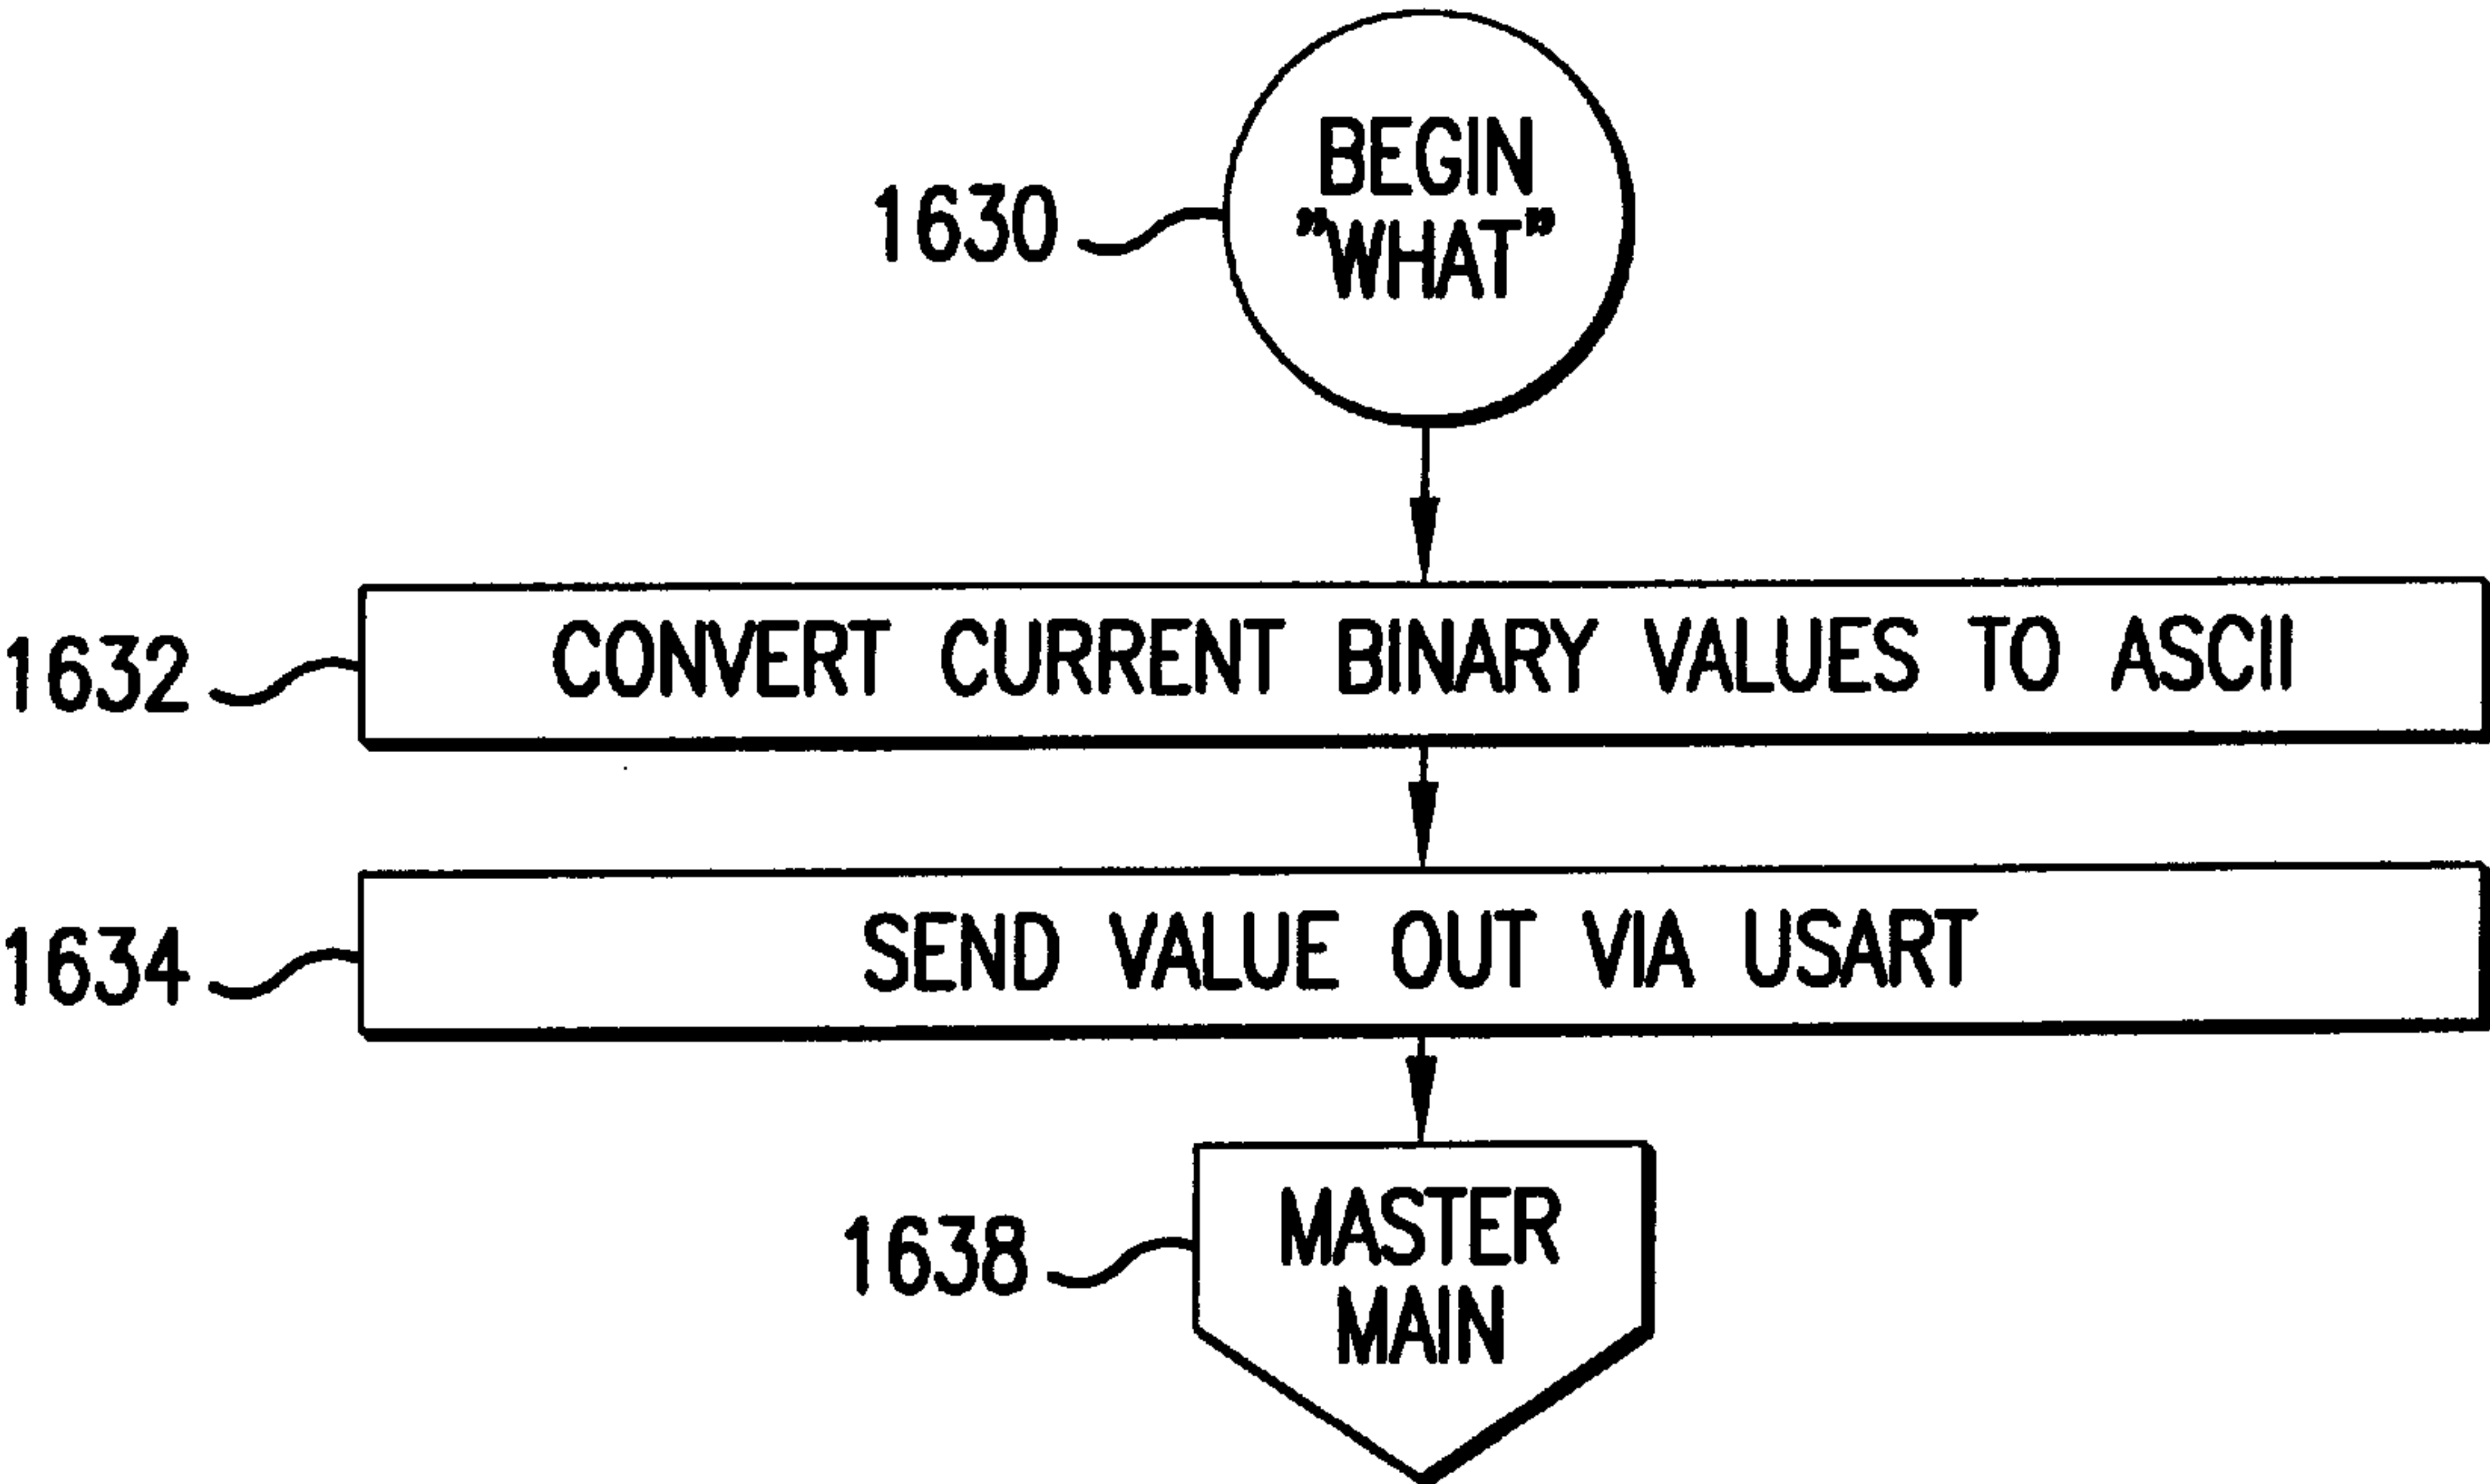 BEGIN
"WHAT"
1630
CONVERT CURRENT BINARY VALUES TO ASCII
1632
SEND VALUE OUT VIA USART
1634
MASTER
MAIN
1638